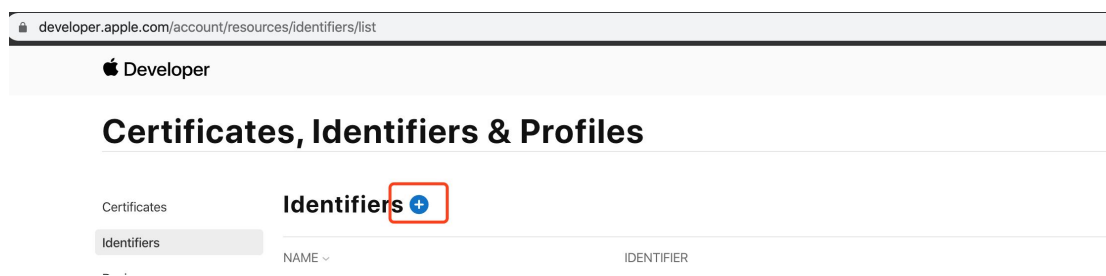 developer.apple.com/account/resources/identifiers/list
Developer
Certificates, Identifiers & Profiles
Certificates
Identifiers
Identifiers
NAME
IDENTIFIER